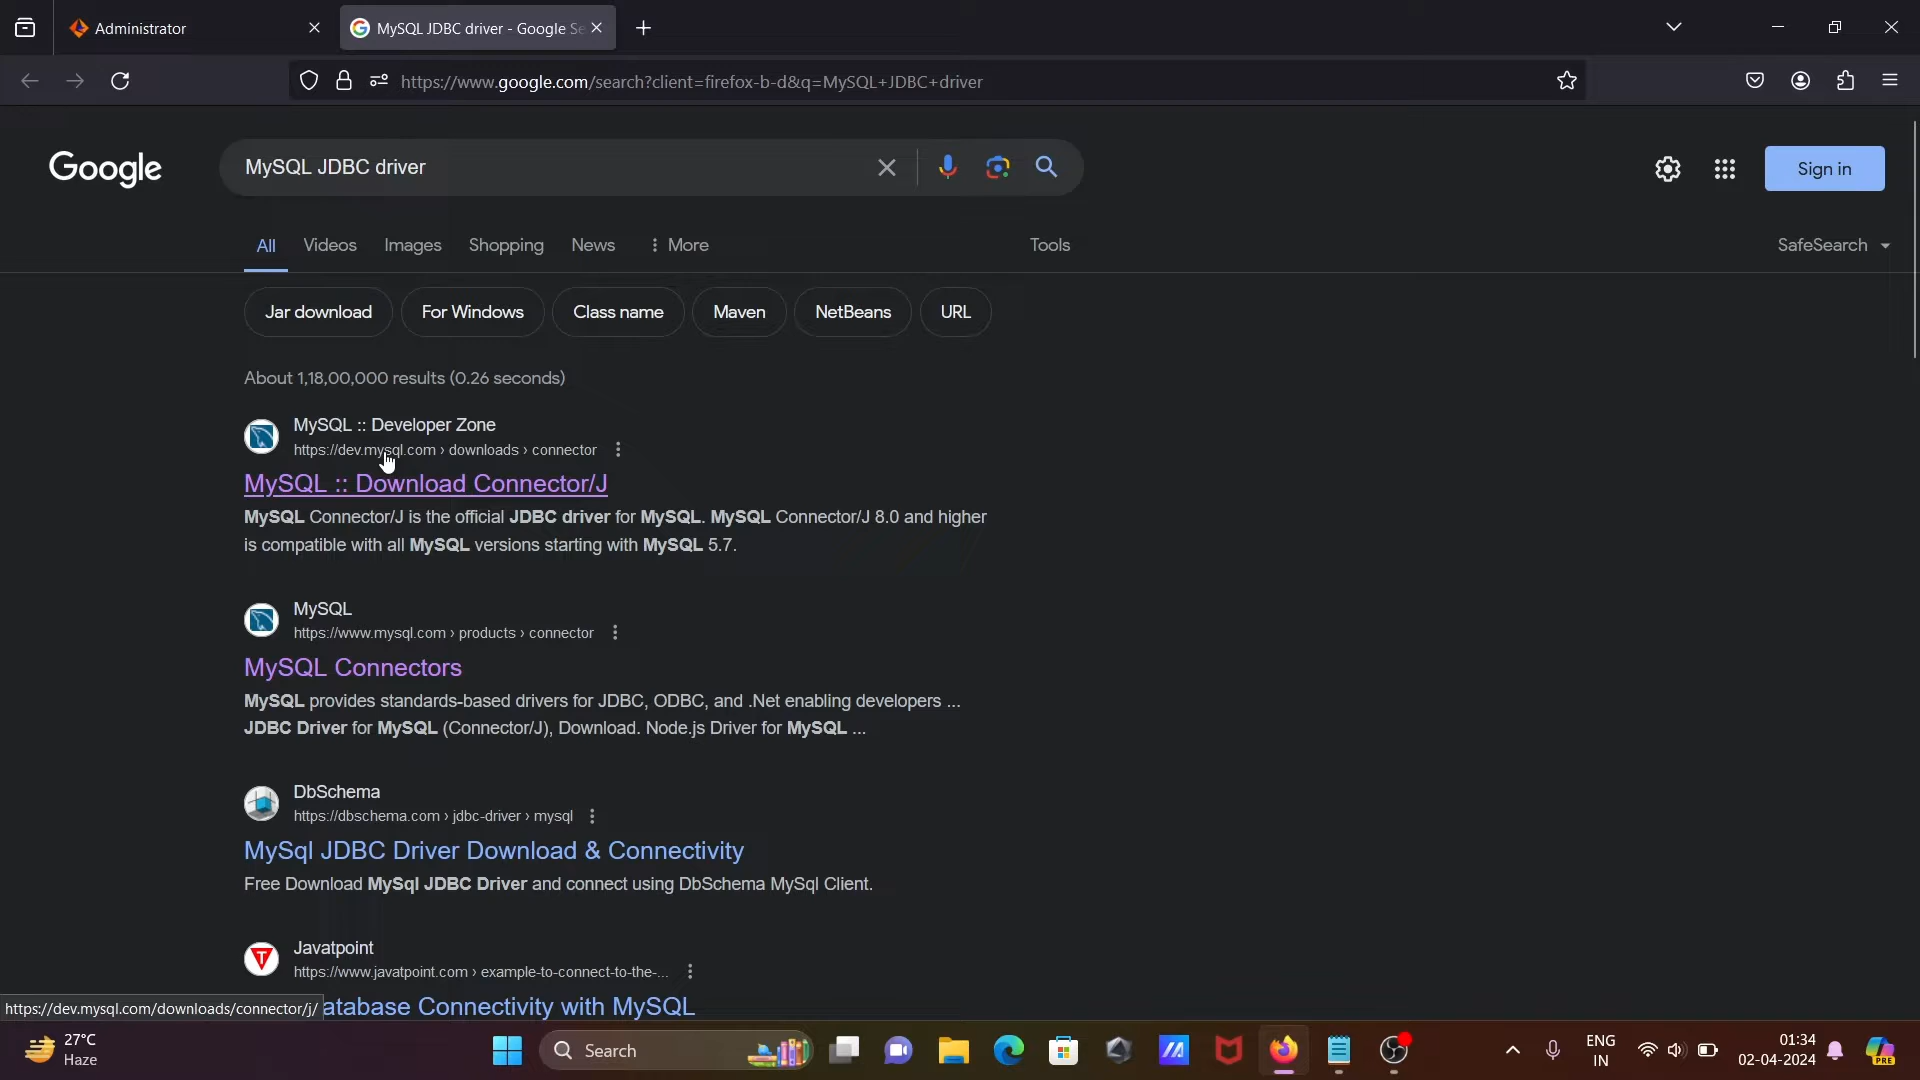 Administrator
MySQL JDBC driver - Google Se
https://www.google.com/search?client=firefox-b-d&q=MySQL+JDBC+driver
Google
MySQL JDBC driver
Sign in
All Videos Images Shopping News More Tools SafeSearch
Jar download For Windows Class name Maven NetBeans URL
About 1,18,00,000 results (0.26 seconds)
MySQL :: Developer Zone
https://dev.mysql.com › downloads › connector
MySQL :: Download Connector/J
MySQL Connector/J is the official JDBC driver for MySQL. MySQL Connector/J 8.0 and higher
is compatible with all MySQL versions starting with MySQL 5.7.
MySQL
https://www.mysql.com › products › connector
MySQL Connectors
MySQL provides standards-based drivers for JDBC, ODBC, and .Net enabling developers ...
JDBC Driver for MySQL (Connector/J), Download. Node.js Driver for MySQL ...
DbSchema
https://dbschema.com › jdbc-driver › mysql
MySql JDBC Driver Download & Connectivity
Free Download MySql JDBC Driver and connect using DbSchema MySql Client.
Javatpoint
https://www.javatpoint.com › example-to-connect-to-the-...
atabase Connectivity with MySQL
https://dev.mysql.com/downloads/connector/j/
27°C
Haze
Search
ENG
IN
01:34
02-04-2024
PRE